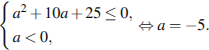 { a² + 10a + 25 ≤ 0,
a < 0, ⇔ a = −5.